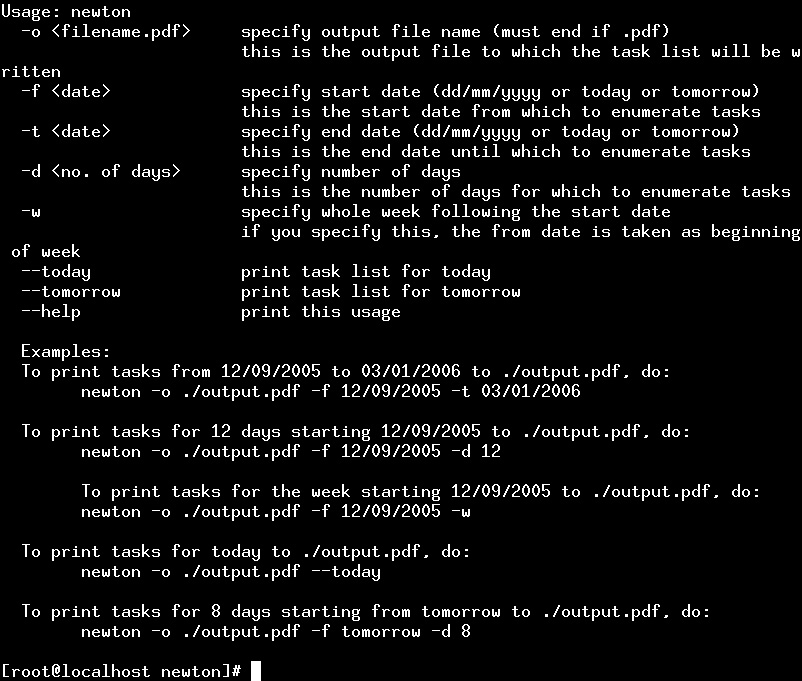 Usage: newton
  -o <filename.pdf>     specify output file name (must end if .pdf)
                        this is the output file to which the task list will be w
ritten
  -f <date>             specify start date (dd/mm/yyyy or today or tomorrow)
                        this is the start date from which to enumerate tasks
  -t <date>             specify end date (dd/mm/yyyy or today or tomorrow)
                        this is the end date until which to enumerate tasks
  -d <no. of days>      specify number of days
                        this is the number of days for which to enumerate tasks
  -w                    specify whole week following the start date
                        if you specify this, the from date is taken as beginning
 of week
  --today               print task list for today
  --tomorrow            print task list for tomorrow
  --help                print this usage

  Examples:
  To print tasks from 12/09/2005 to 03/01/2006 to ./output.pdf, do:
        newton -o ./output.pdf -f 12/09/2005 -t 03/01/2006

  To print tasks for 12 days starting 12/09/2005 to ./output.pdf, do:
        newton -o ./output.pdf -f 12/09/2005 -d 12

        To print tasks for the week starting 12/09/2005 to ./output.pdf, do:
        newton -o ./output.pdf -f 12/09/2005 -w

  To print tasks for today to ./output.pdf, do:
        newton -o ./output.pdf --today

  To print tasks for 8 days starting from tomorrow to ./output.pdf, do:
        newton -o ./output.pdf -f tomorrow -d 8

[root@localhost newton]#